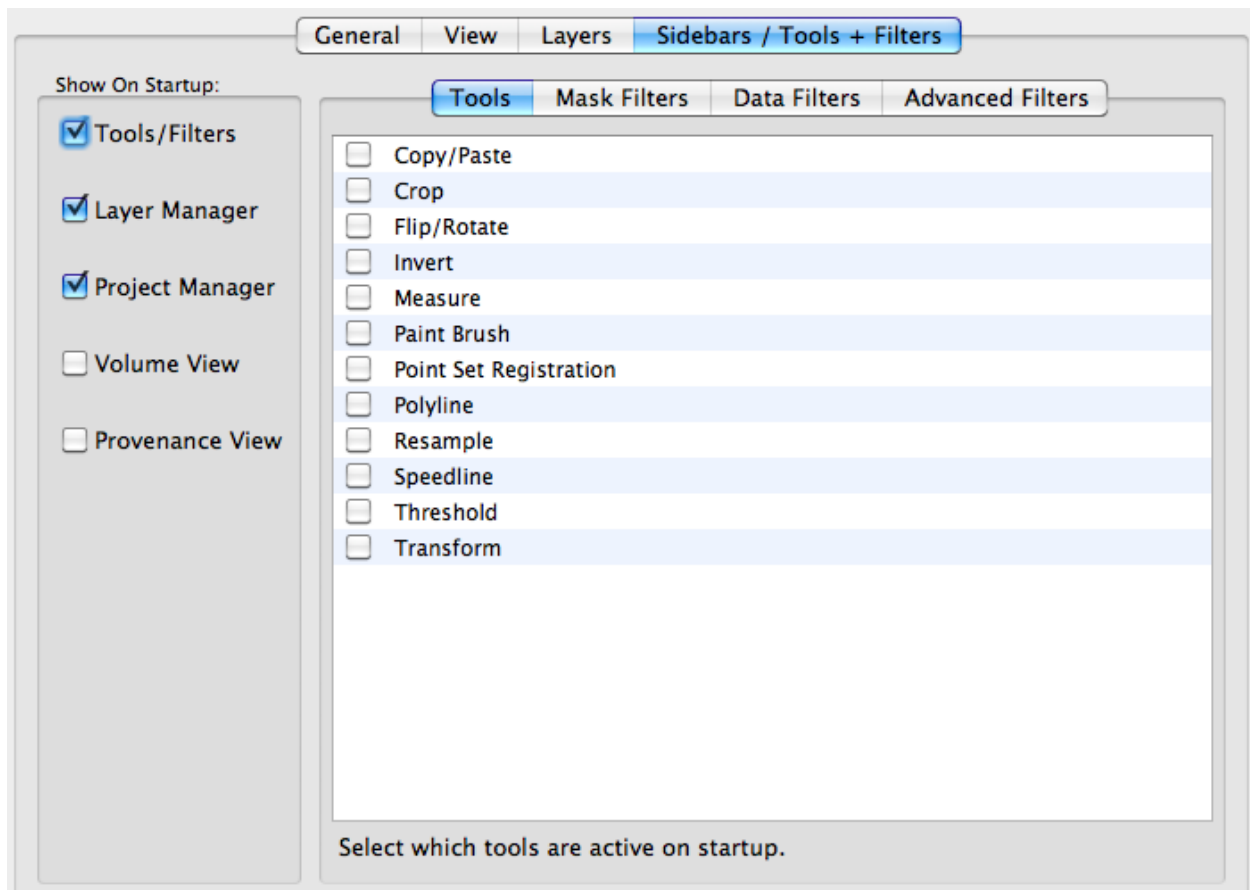 General View Layers Sidebars / Tools + Filters
Show On Startup:
Tools/Filters
Layer Manager
Project Manager
Volume View
Provenance View
Tools Mask Filters Data Filters Advanced Filters
Copy/Paste
Crop
Flip/Rotate
Invert
Measure
Paint Brush
Point Set Registration
Polyline
Resample
Speedline
Threshold
Transform
Select which tools are active on startup.